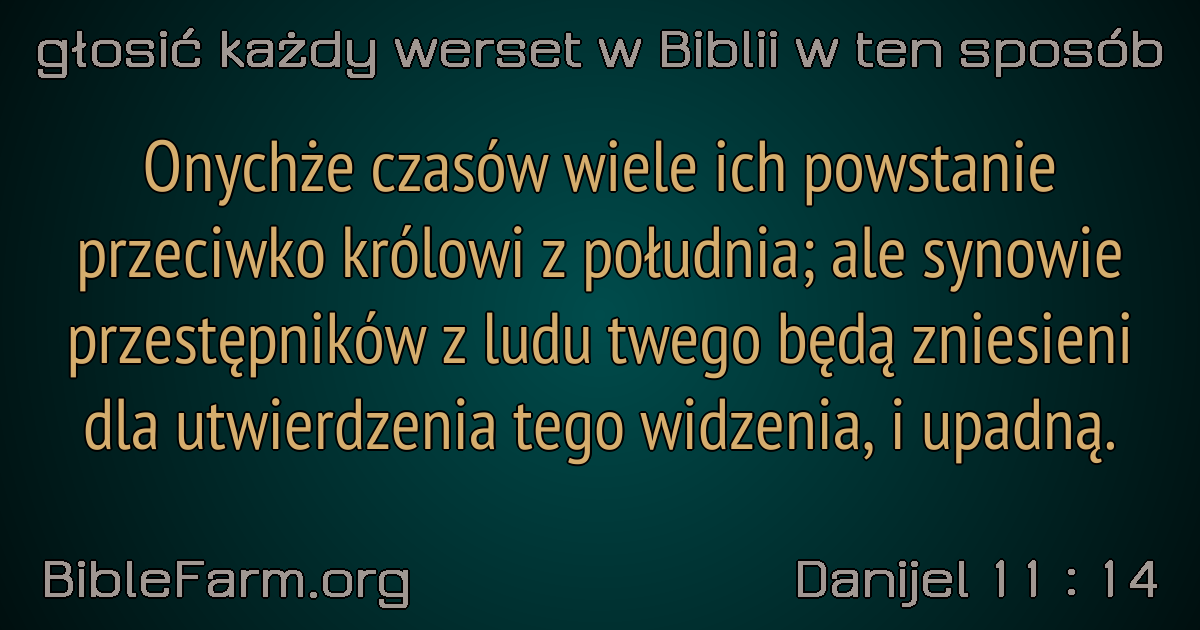 głosić każdy werset w Biblii w ten sposób
Onychże czasów wiele ich powstanie
przeciwko królowi z południa; ale synowie
przestępników z ludu twego będą zniesieni
dla utwierdzenia tego widzenia, i upadną.
BibleFarm.org
Danijel 11 : 14